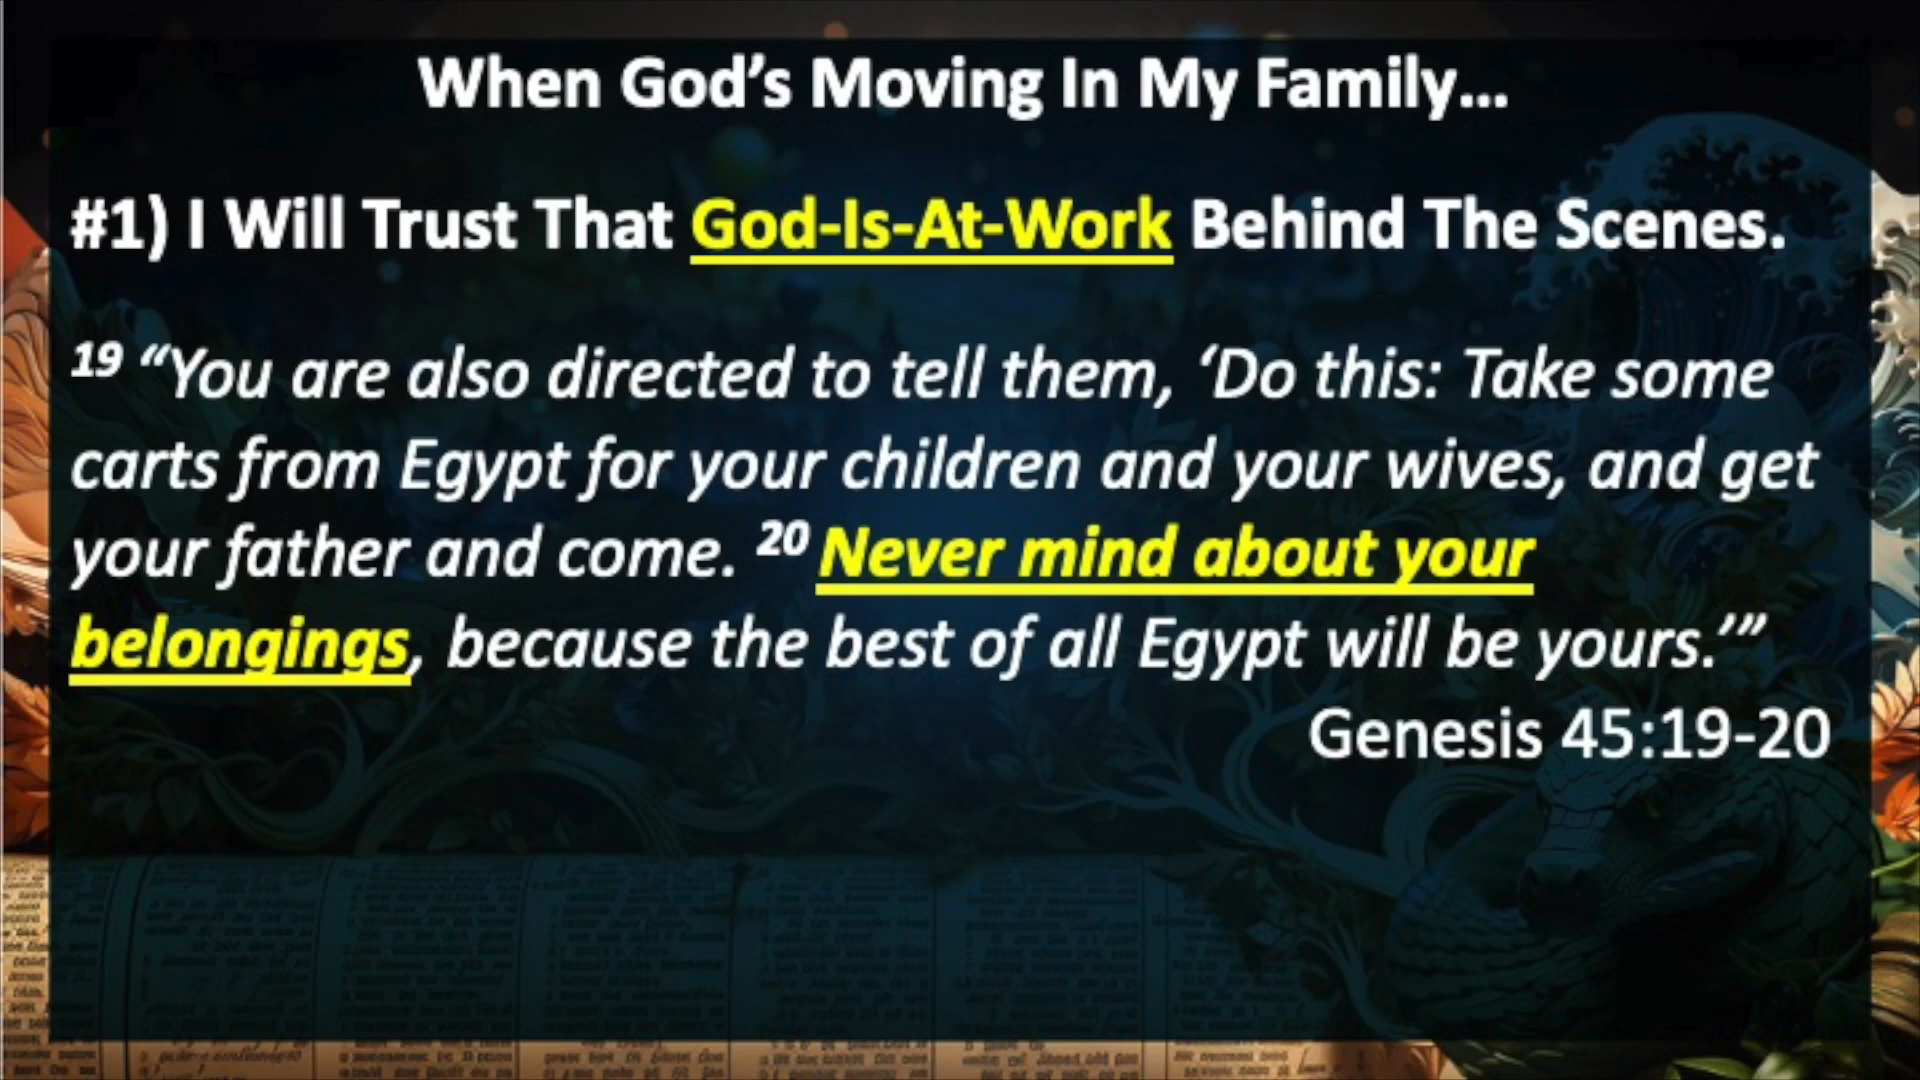 When God’s Moving In My Family...
#1) I Will Trust That God-Is-At-Work Behind The Scenes.
19 “You are also directed to tell them, ‘Do this: Take some
carts from Egypt for your children and your wives, and get
your father and come. 20 Never mind about your
belongings, because the best of all Egypt will be yours.’”
Genesis 45:19-20